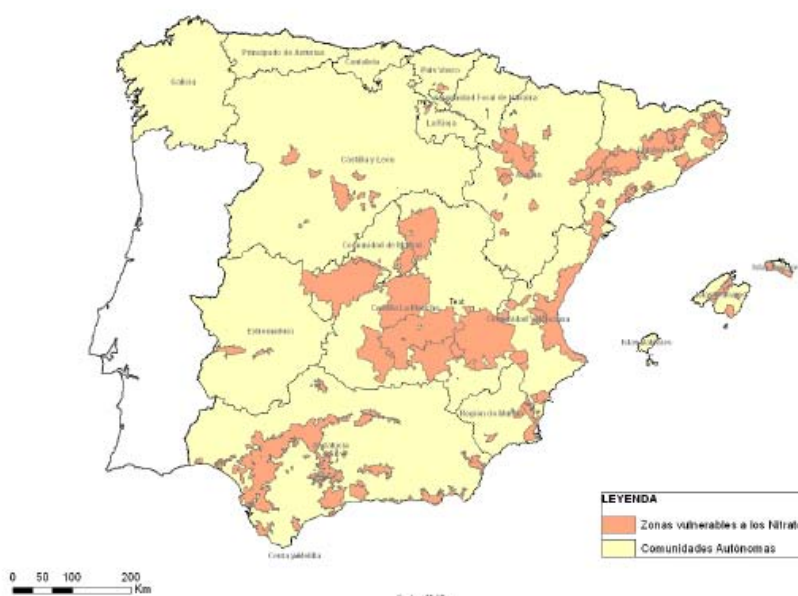 Principado de Asturias
Cantabria
Galicia
País Vasco
Comunidad Foral de Navarra
La Rioja
Castilla y León
Aragón
Comunidad de Madrid
Castilla La Mancha
Text
Comunidad Valenciana
Extremadura
Región de Murcia
Andalucía
Islas Baleares
LEYENDA
Zonas vulnerables a los Nitrato
Comunidades Autónomas
0 50 100 200
Km